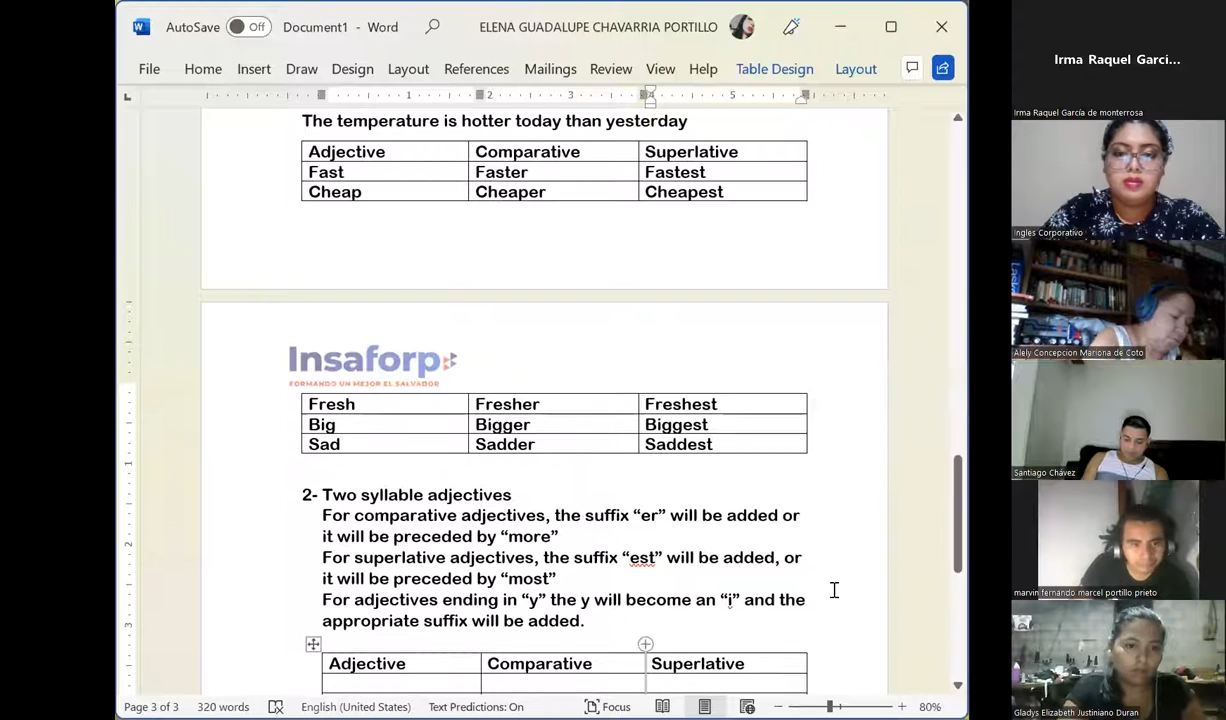 AutoSave Off Document1 - Word ELENA GUADALUPE CHAVARRIA PORTILLO
File Home Insert Draw Design Layout References Mailings Review View Help Table Design Layout
1 2 3 4 5
The temperature is hotter today than yesterday
Adjective Comparative Superlative
Fast Faster Fastest
Cheap Cheaper Cheapest
Insaforp
FORMANDO UN MEJOR EL SALVADOR
Fresh Fresher Freshest
Big Bigger Biggest
Sad Sadder Saddest
2- Two syllable adjectives
For comparative adjectives, the suffix “er” will be added or
it will be preceded by “more”
For superlative adjectives, the suffix “est” will be added, or
it will be preceded by “most”
For adjectives ending in “y” the y will become an “i” and the
appropriate suffix will be added.
Adjective Comparative Superlative
Page 3 of 3 320 words English (United States) Text Predictions: On Focus 80%
Irma Raquel Garci...
Irma Raquel García de monterrosa
Ingles Corporativo
Alely Concepcion Mariona de Coto
Santiago Chávez
marvin fernando marcel portillo prieto
Gladys Elizabeth Justiniano Duran